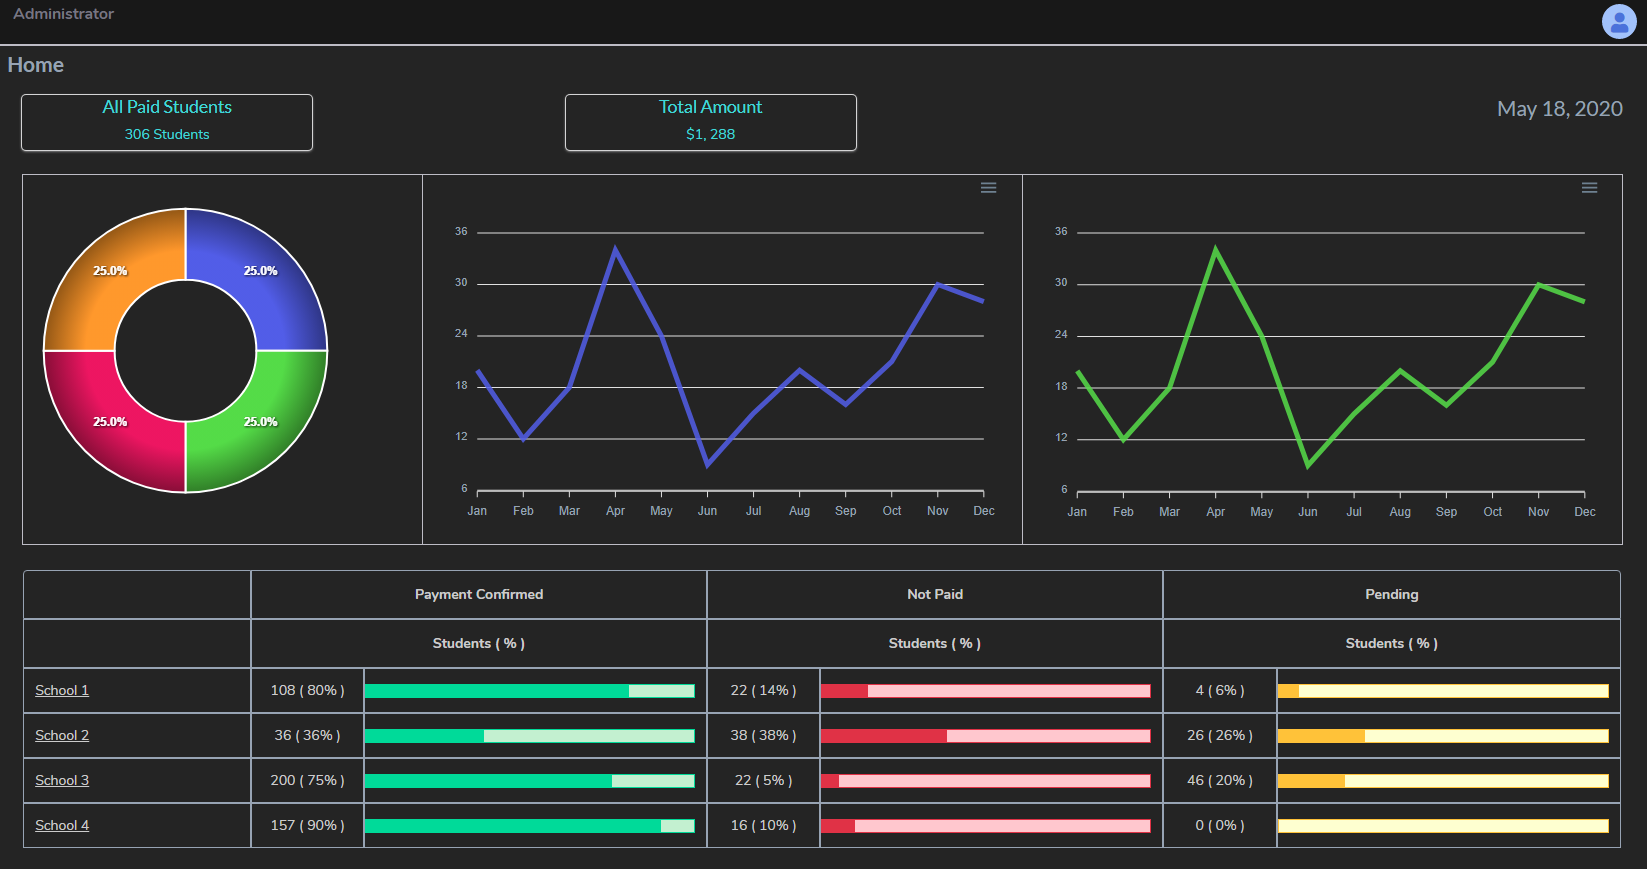 Administrator
Home
All Paid Students
306 Students
Total Amount
$1, 288
May 18, 2020
25.0%
25.0%
25.0%
25.0%
36
30
24
18
12
6
Jan Feb Mar Apr May Jun Jul Aug Sep Oct Nov Dec
36
30
24
18
12
6
Jan Feb Mar Apr May Jun Jul Aug Sep Oct Nov Dec
Payment Confirmed Not Paid Pending
Students ( % ) Students ( % ) Students ( % )
School 1 108 ( 80% ) 22 ( 14% ) 4 ( 6% )
School 2 36 ( 36% ) 38 ( 38% ) 26 ( 26% )
School 3 200 ( 75% ) 22 ( 5% ) 46 ( 20% )
School 4 157 ( 90% ) 16 ( 10% ) 0 ( 0% )